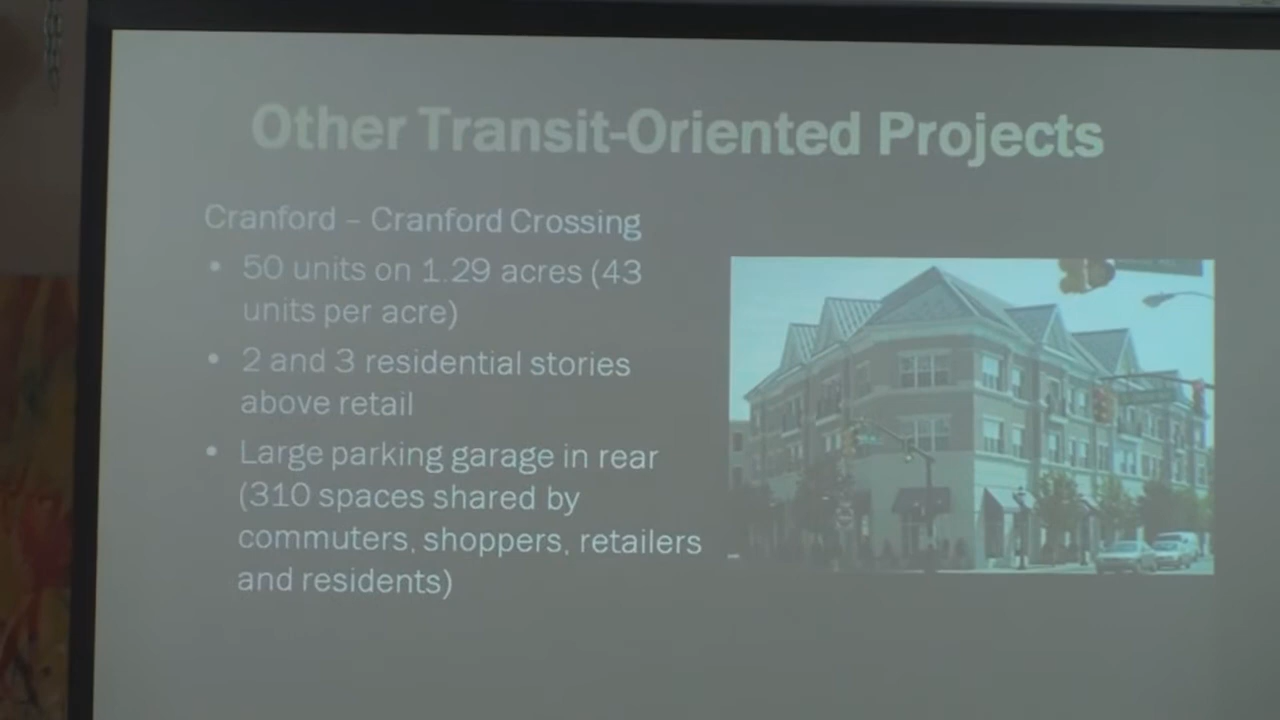 Other Transit-Oriented Projects
Cranford – Cranford Crossing
• 50 units on 1.29 acres (43
units per acre)
• 2 and 3 residential stories
above retail
• Large parking garage in rear
(310 spaces shared by
commuters, shoppers, retailers
and residents)